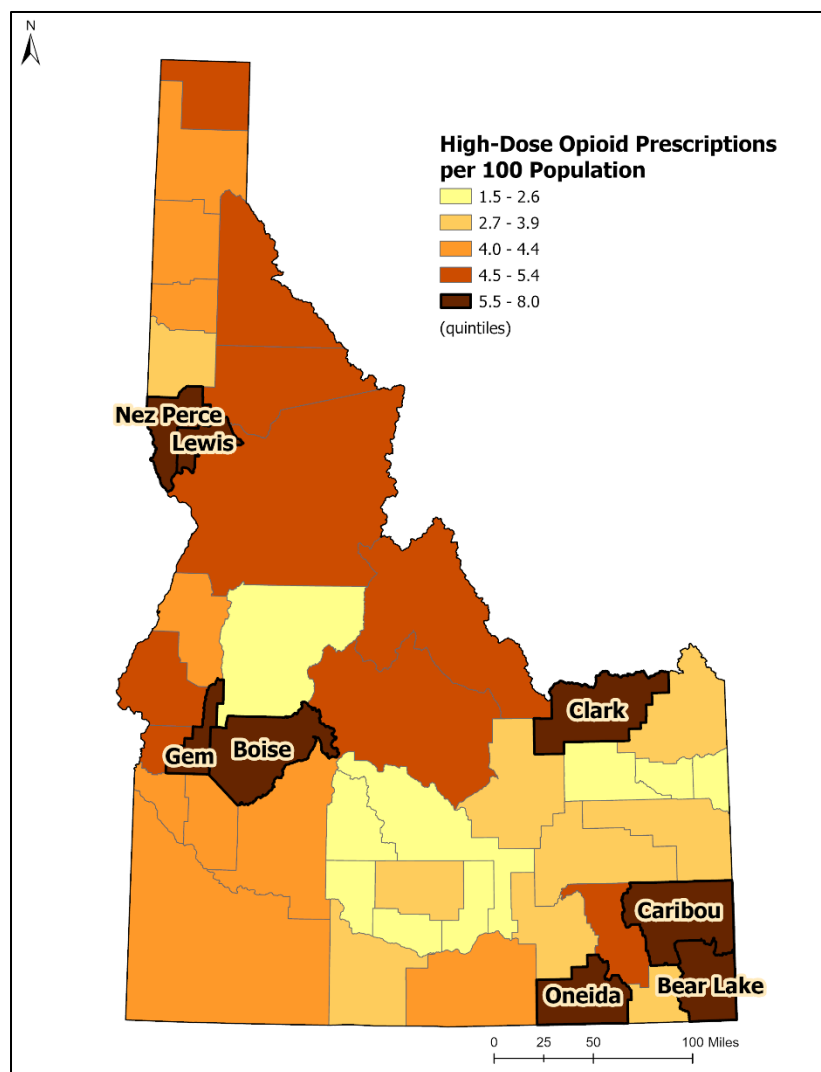 N
High-Dose Opioid Prescriptions
per 100 Population
1.5 - 2.6
2.7 - 3.9
4.0 - 4.4
4.5 - 5.4
5.5 - 8.0
(quintiles)
Nez Perce
Lewis
Clark
Gem
Boise
Caribou
Bear Lake
Oneida
0 25 50 100 Miles